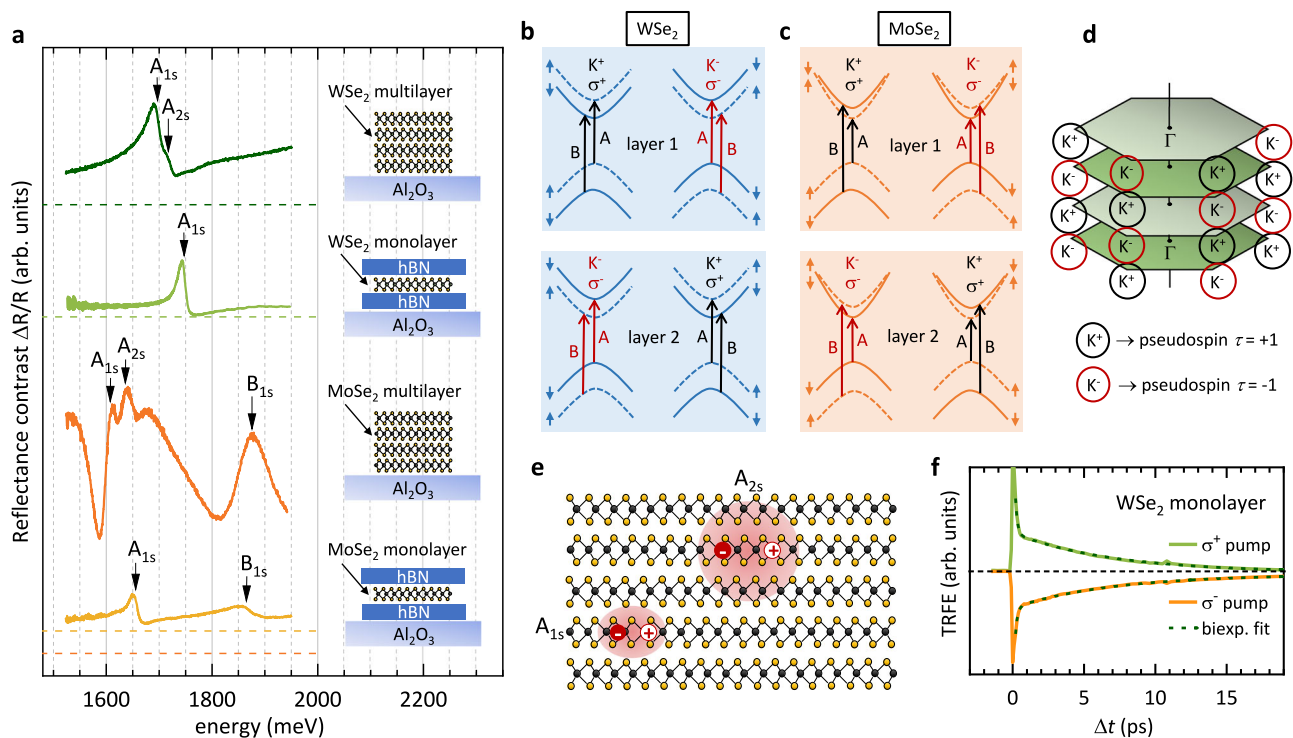 a
Reflectance contrast ΔR/R (arb. units)
A1s
A2s
WSe2 multilayer
Al2O3
A1s
WSe2 monolayer
hBN
hBN
Al2O3
A1s
A2s
B1s
MoSe2 multilayer
Al2O3
A1s
B1s
MoSe2 monolayer
hBN
hBN
Al2O3
1600 1800 2000 2200
energy (meV)
b
WSe2
K+ K-
σ+ σ-
B A layer 1 A B
K- K+
σ- σ+
B A layer 2 A B
c
MoSe2
K+ K-
σ+ σ-
B A layer 1 A B
K- K+
σ- σ+
B A layer 2 A B
d
Γ
K+ K-
K- K- K+ K+
K+ K+ K- K-
Γ
K- K- K+ K+
K+ K-
K+ → pseudospin τ = +1
K- → pseudospin τ = -1
e
A2s
- +
A1s
- +
f
TRFE (arb. units)
WSe2 monolayer
σ+ pump
σ- pump
biexp. fit
0 5 10 15
Δt (ps)